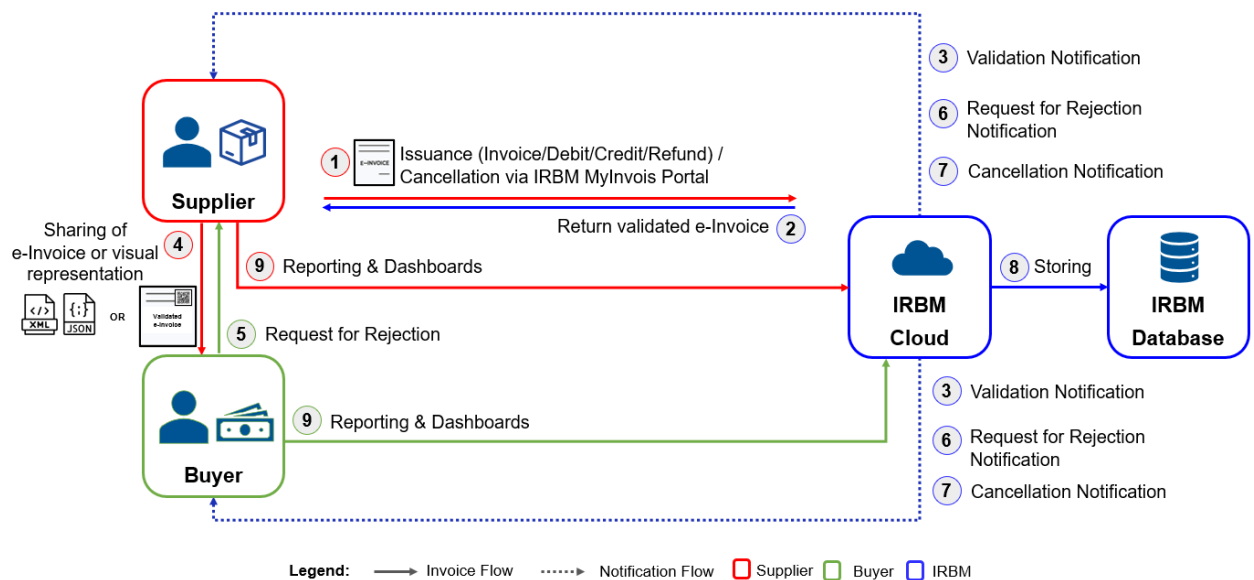 3 Validation Notification
6 Request for Rejection
Notification
7 Cancellation Notification
Supplier
1 E-INVOICE Issuance (Invoice/Debit/Credit/Refund) /
Cancellation via IRBM MyInvois Portal
Return validated e-Invoice 2
Sharing of
e-Invoice or visual
representation
4
</>
XML
{;}
JSON
OR
Validated
e-invoice
9 Reporting & Dashboards
5 Request for Rejection
IRBM
Cloud
8 Storing
IRBM
Database
Buyer
9 Reporting & Dashboards
3 Validation Notification
6 Request for Rejection
Notification
7 Cancellation Notification
Legend: Invoice Flow Notification Flow Supplier Buyer IRBM